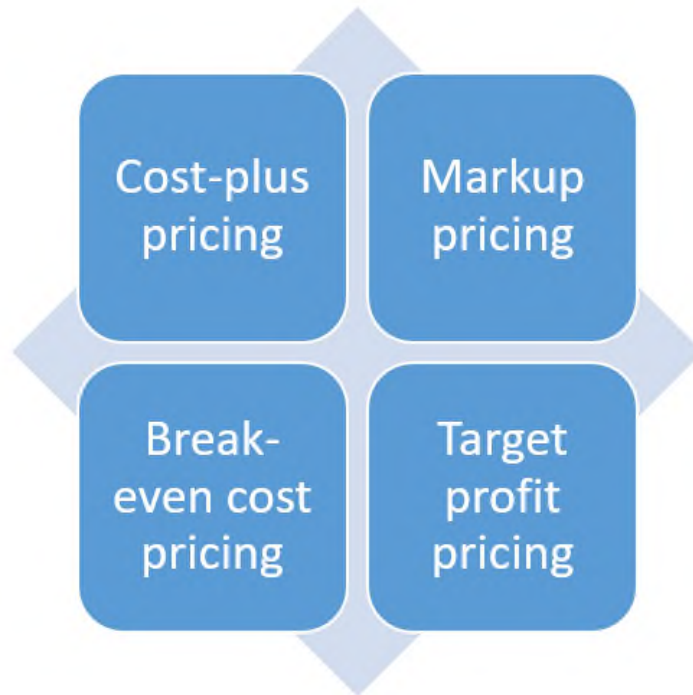 Cost-plus
pricing
Markup
pricing
Break-
even cost
pricing
Target
profit
pricing